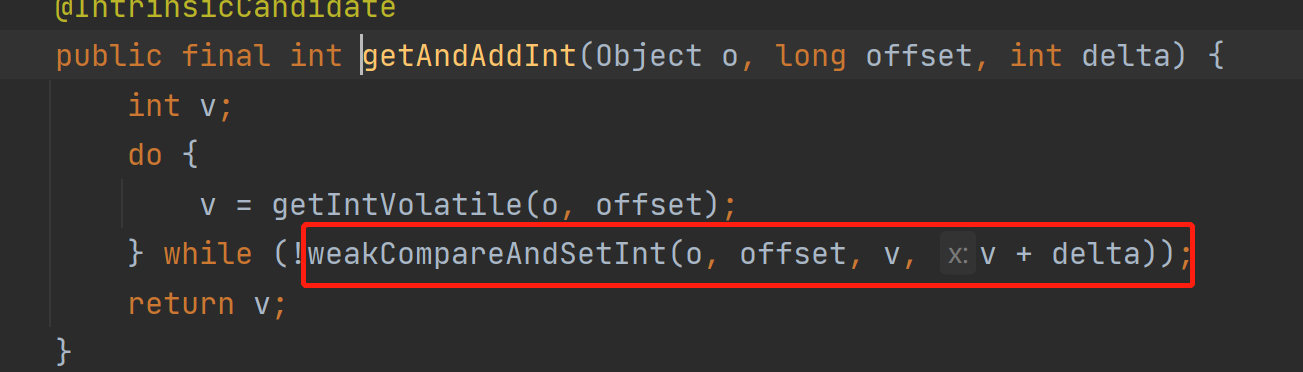 @IntrinsicCandidate
public final int getAndAddInt(Object o, long offset, int delta) {
int v;
do {
v = getIntVolatile(o, offset);
} while (!weakCompareAndSetInt(o, offset, v, x: v + delta));
return v;
}